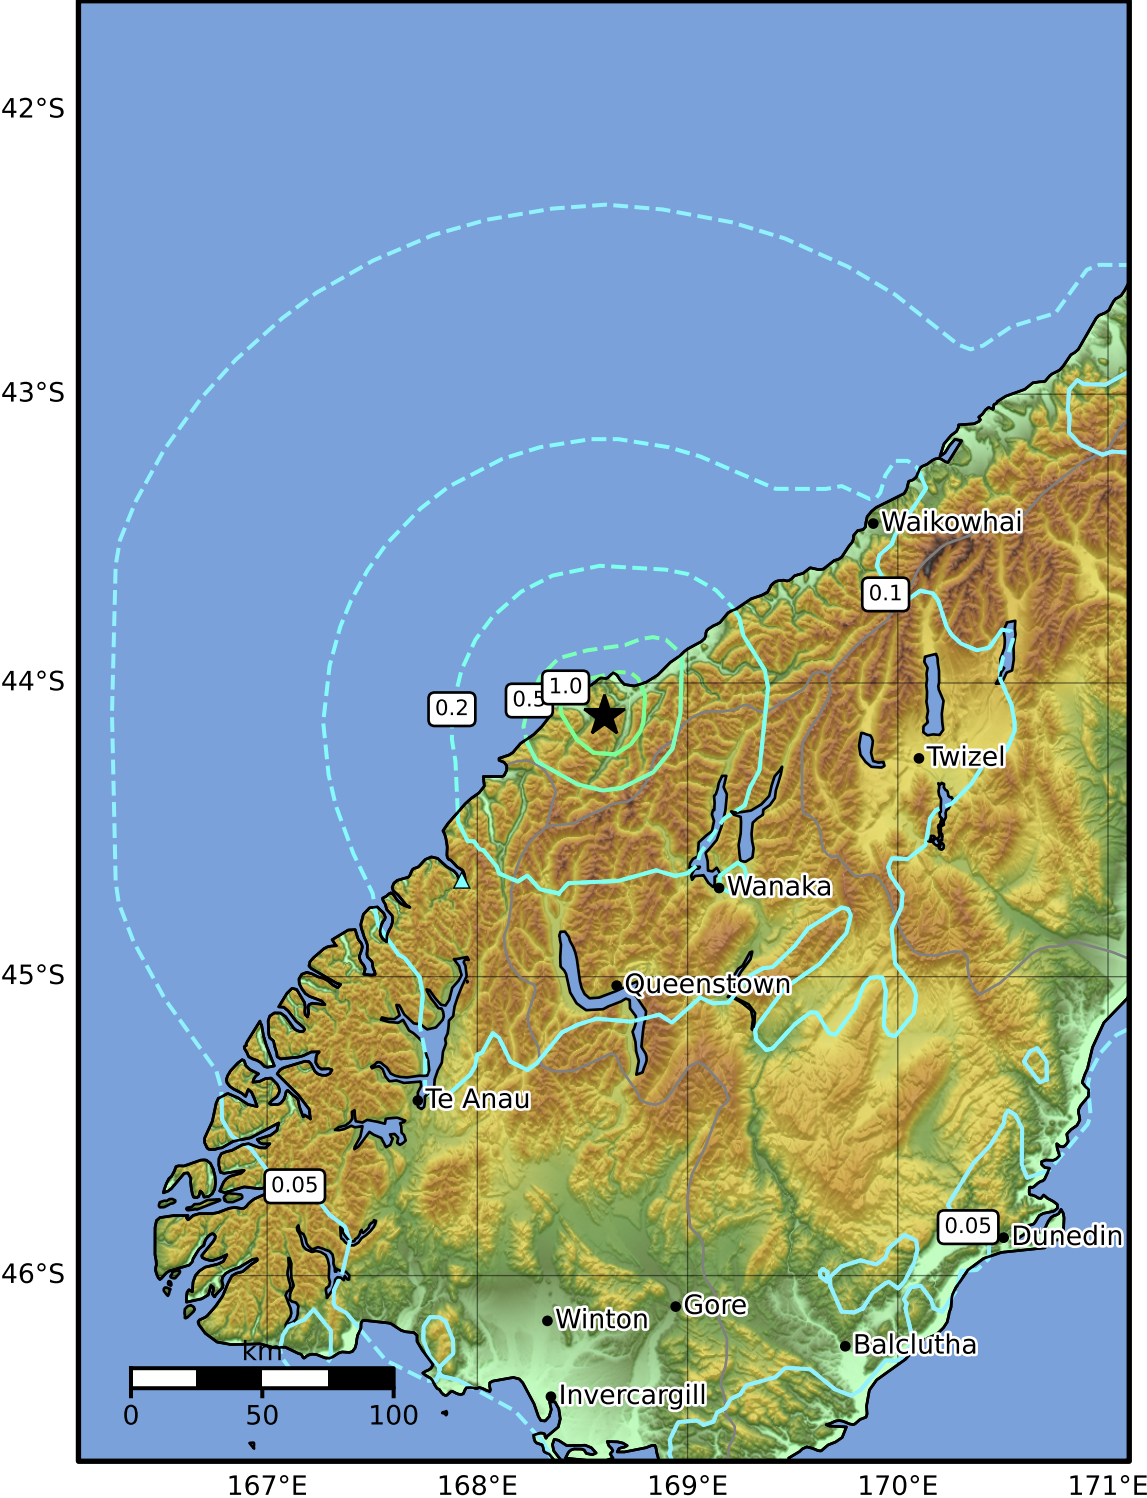 42°S
43°S
Waikowhai
0.1
44°S
1.0
0.5
0.2
Twizel
Wanaka
45°S
Queenstown
Te Anau
0.05
0.05
Dunedin
46°S
Gore
Winton
Balclutha
km
Invercargill
0 50 100
167°E 168°E 169°E 170°E 171°E